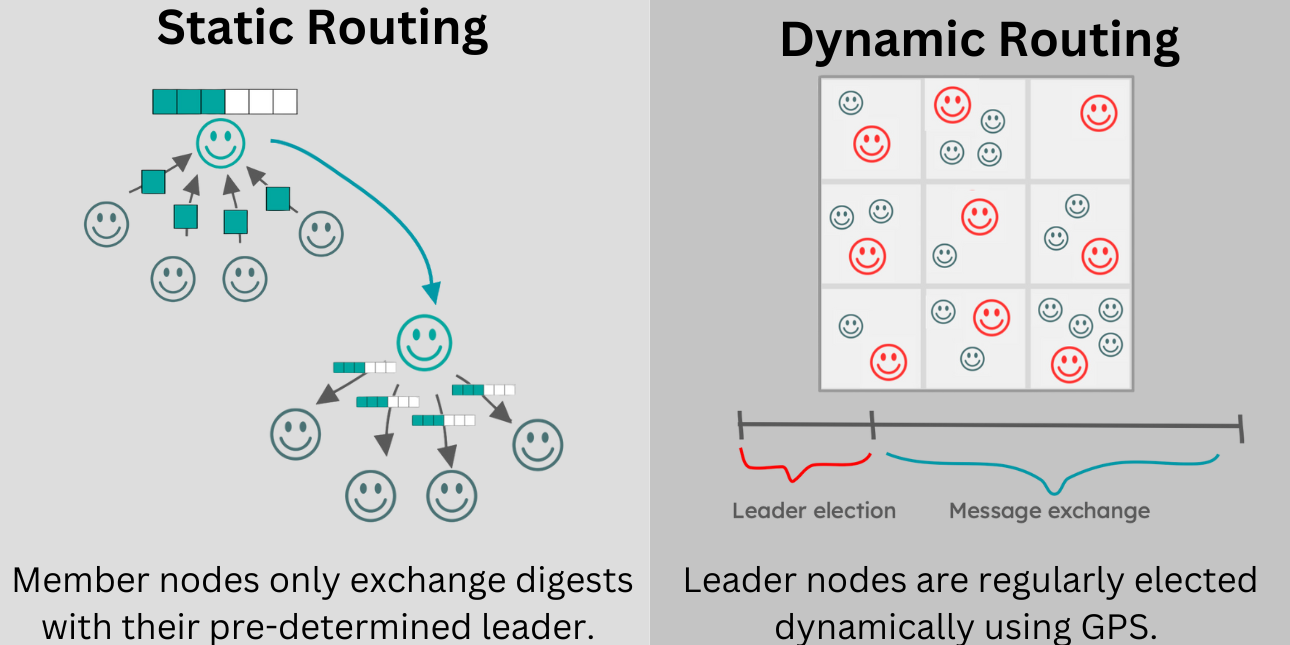 Static Routing
Member nodes only exchange digests
with their pre-determined leader.
Dynamic Routing
Leader election
Message exchange
Leader nodes are regularly elected
dynamically using GPS.